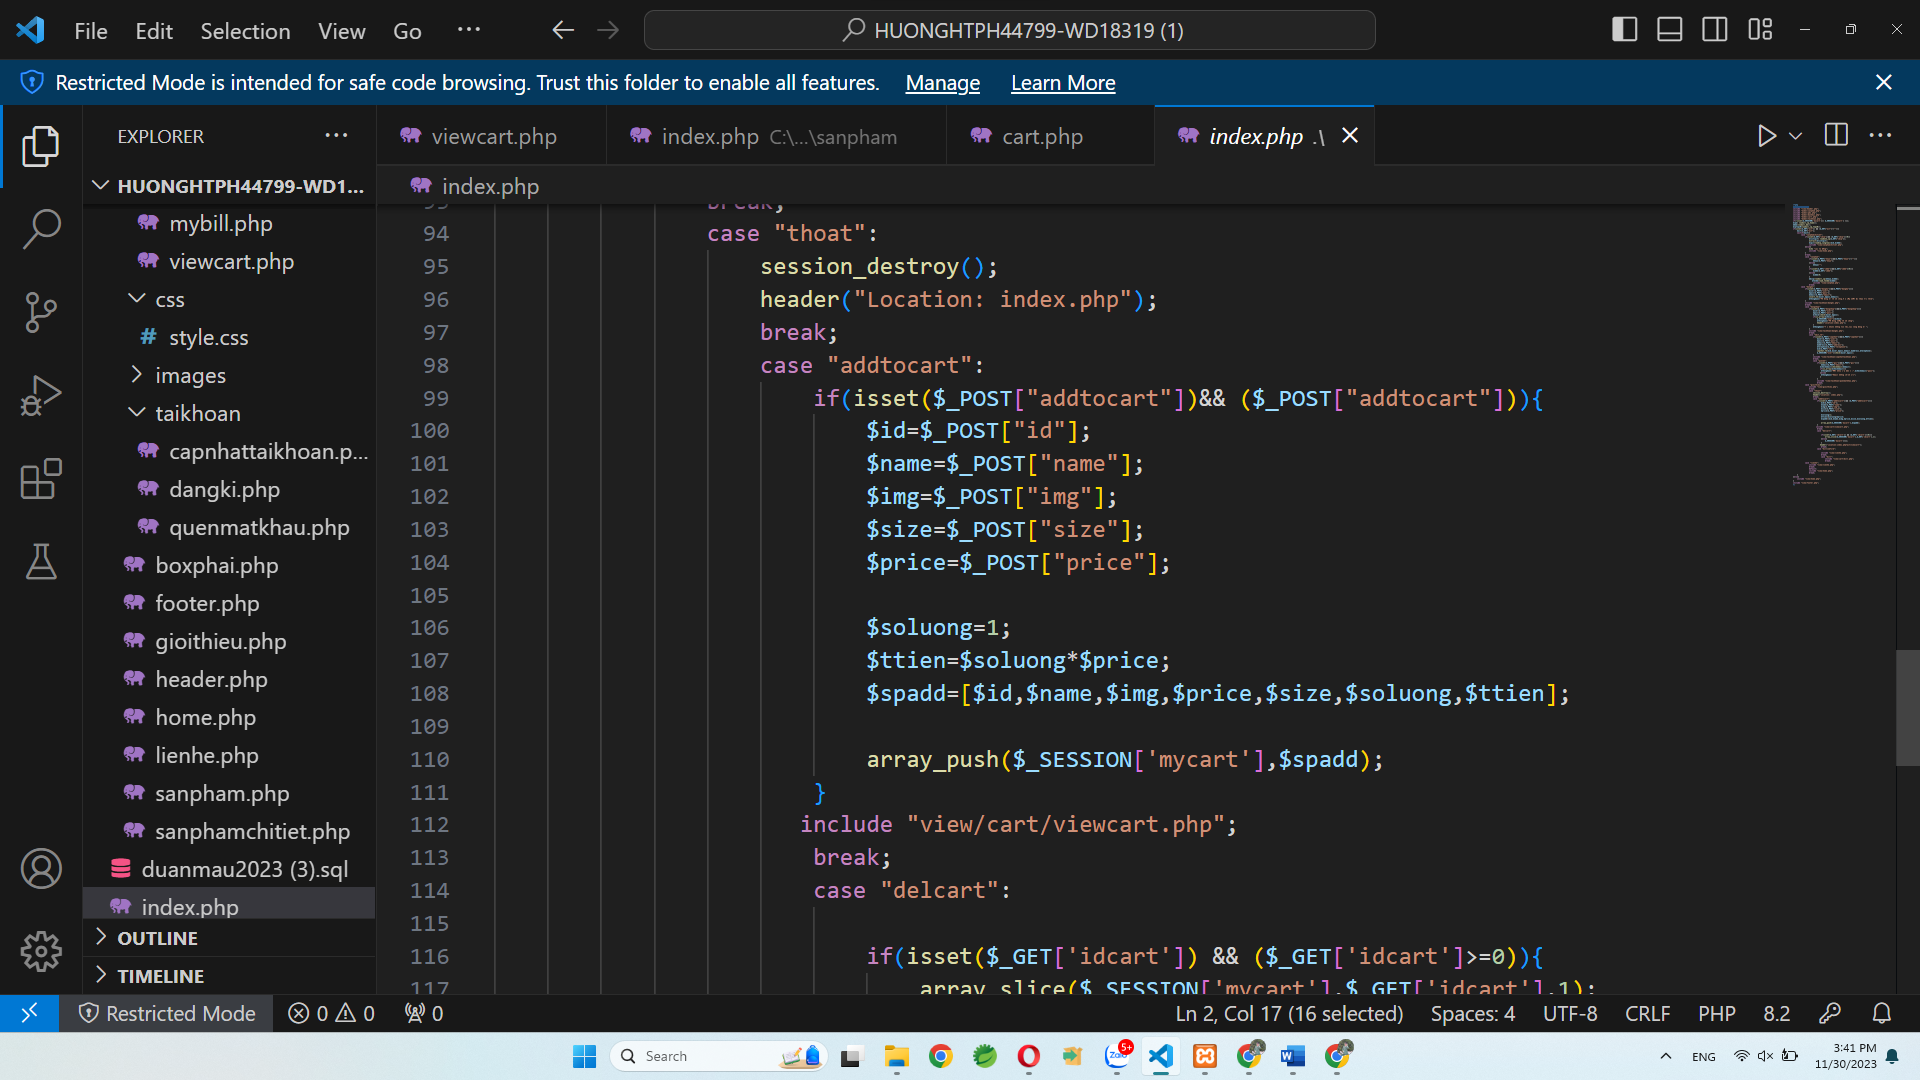 File Edit Selection View Go ···
HUONGHTPH44799-WD18319 (1)
Restricted Mode is intended for safe code browsing. Trust this folder to enable all features. Manage Learn More
EXPLORER
HUONGHTPH44799-WD1...
mybill.php
viewcart.php
css
# style.css
images
taikhoan
capnhattaikhoan.p...
dangki.php
quenmatkhau.php
boxphai.php
footer.php
gioithieu.php
header.php
home.php
lienhe.php
sanpham.php
sanphamchitiet.php
duanmau2023 (3).sql
index.php
OUTLINE
TIMELINE
viewcart.php
index.php C:\...\sanpham
cart.php
index.php .\
index.php
93 break;
94 case "thoat":
95 session_destroy();
96 header("Location: index.php");
97 break;
98 case "addtocart":
99 if(isset($_POST["addtocart"])&& ($_POST["addtocart"])){
100 $id=$_POST["id"];
101 $name=$_POST["name"];
102 $img=$_POST["img"];
103 $size=$_POST["size"];
104 $price=$_POST["price"];
105
106 $soluong=1;
107 $ttien=$soluong*$price;
108 $spadd=[$id,$name,$img,$price,$size,$soluong,$ttien];
109
110 array_push($_SESSION['mycart'],$spadd);
111 }
112 include "view/cart/viewcart.php";
113 break;
114 case "delcart":
115
116 if(isset($_GET['idcart']) && ($_GET['idcart']>=0)){
117 array_slice($_SESSION['mycart'],$_GET['idcart'],1);
Restricted Mode 0 0 0
Ln 2, Col 17 (16 selected) Spaces: 4 UTF-8 CRLF PHP 8.2
Search
Zalo 5+
ENG
3:41 PM
11/30/2023